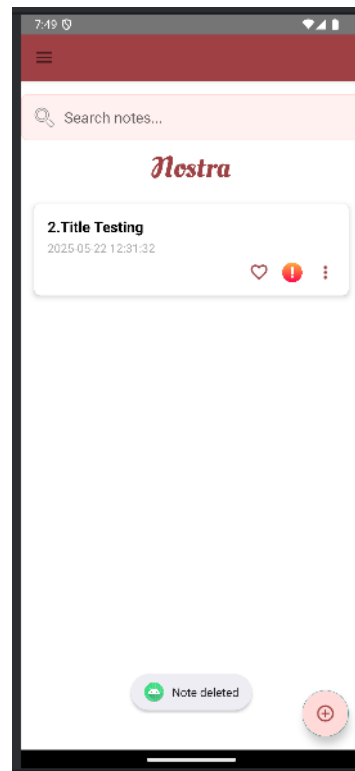 7:49
Search notes...
Nostra
2.Title Testing
2025-05-22 12:31:32
Note deleted